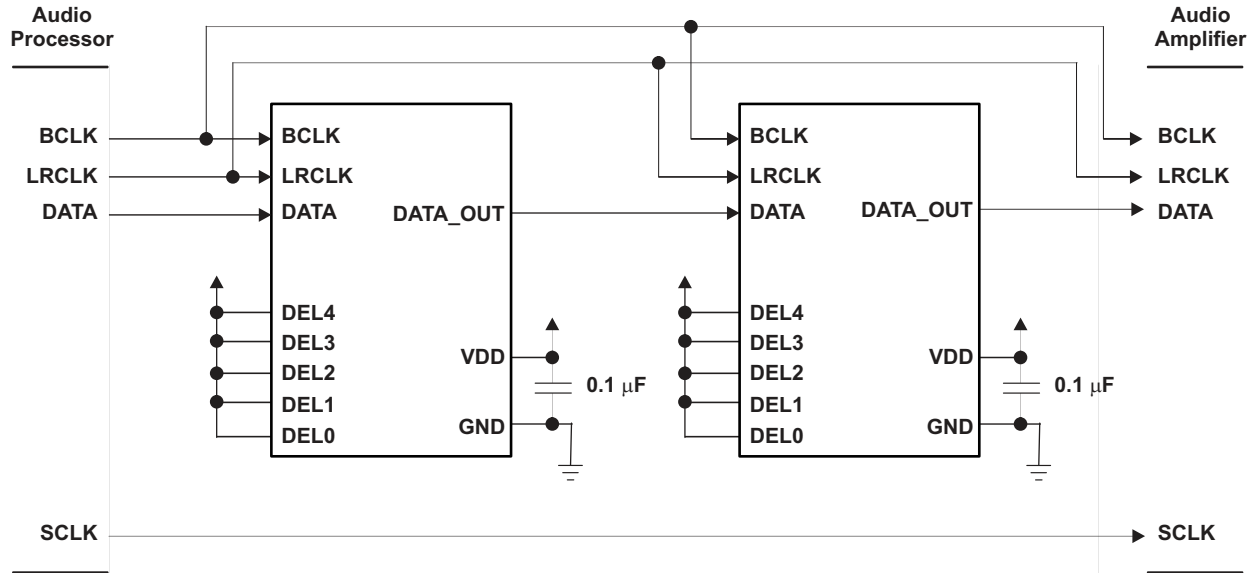 Audio
Processor
Audio
Amplifier
BCLK
LRCLK
DATA
BCLK
LRCLK
DATA
DATA_OUT
DEL4
DEL3
DEL2
DEL1
DEL0
VDD
GND
0.1 μF
BCLK
LRCLK
DATA
DATA_OUT
DEL4
DEL3
DEL2
DEL1
DEL0
VDD
GND
0.1 μF
BCLK
LRCLK
DATA
SCLK
SCLK